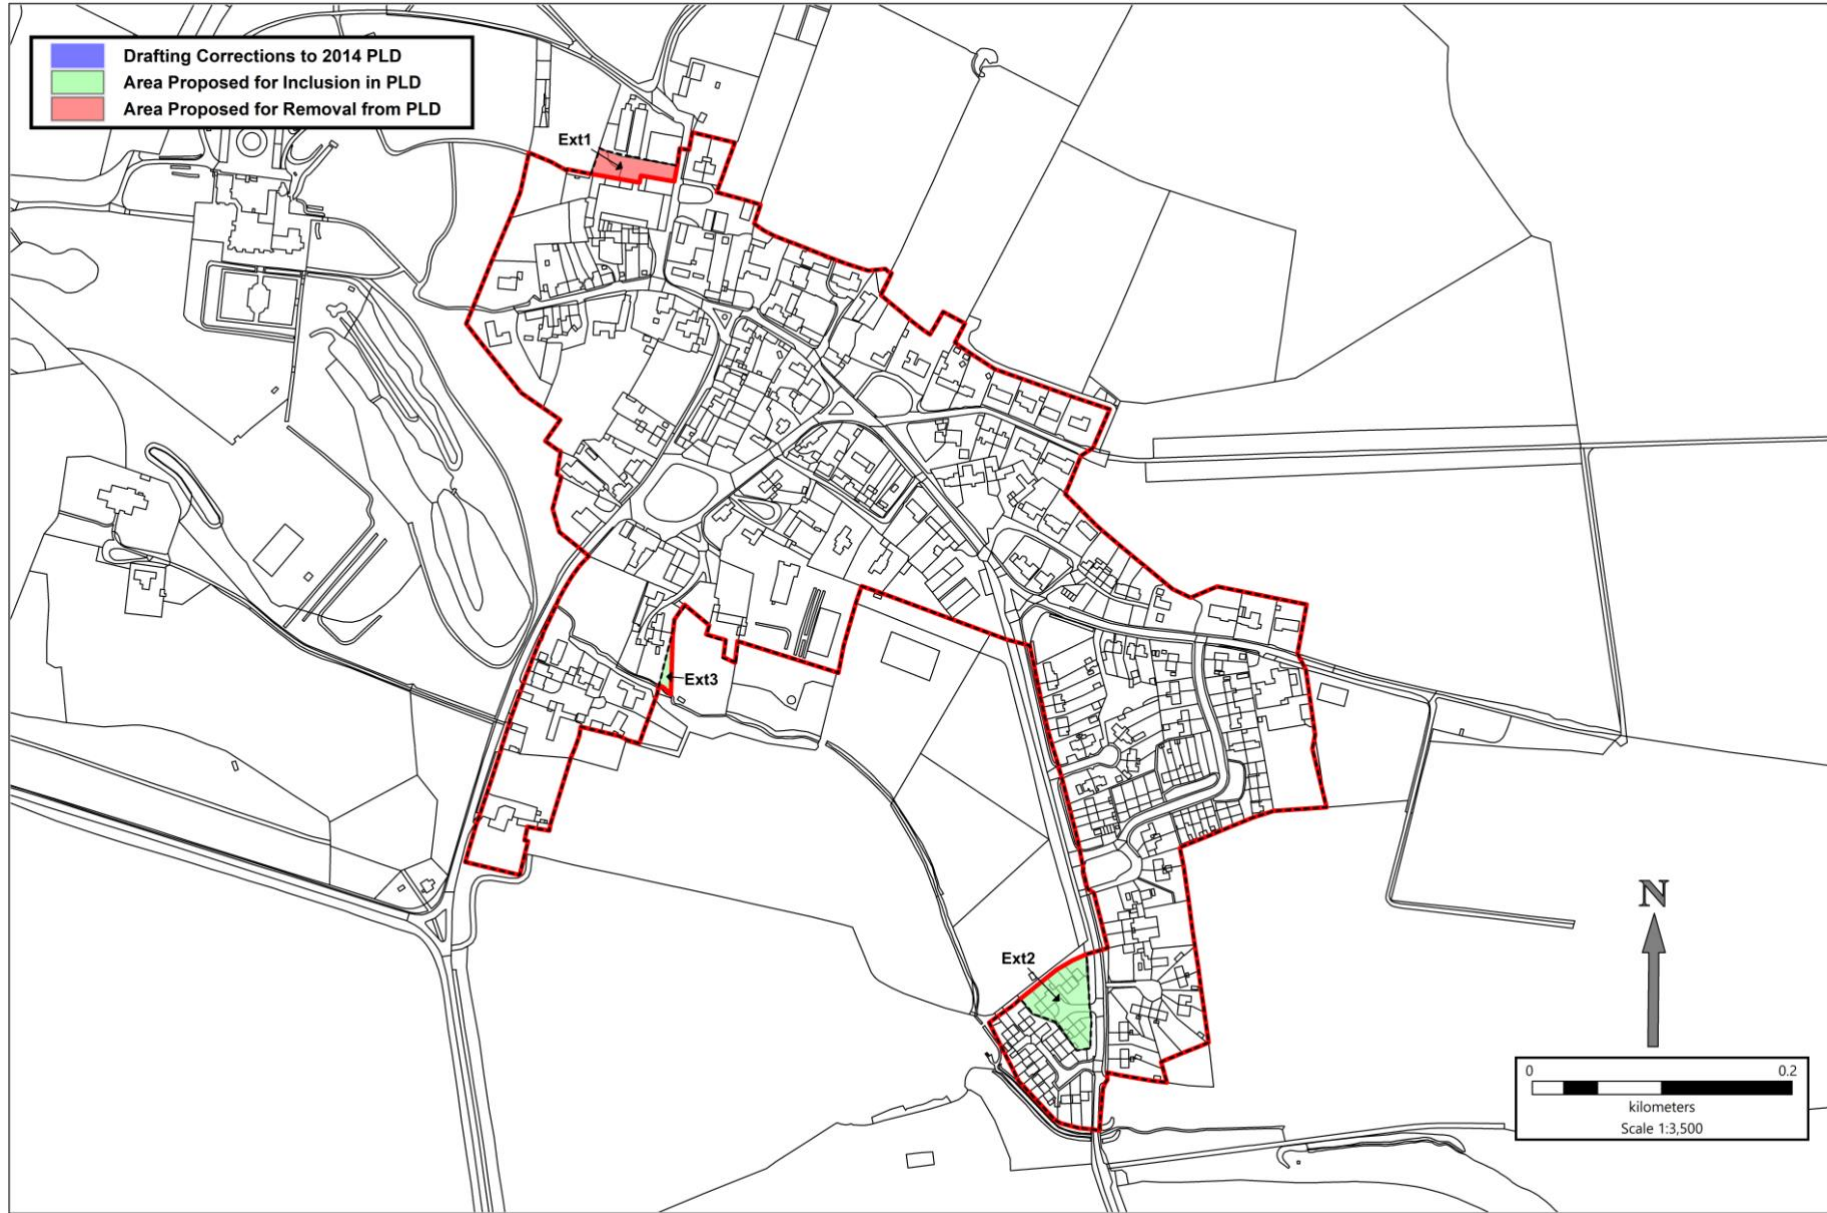 Drafting Corrections to 2014 PLD
Area Proposed for Inclusion in PLD
Area Proposed for Removal from PLD
Ext1
Ext3
Ext2
N
0 0.2
kilometers
Scale 1:3,500